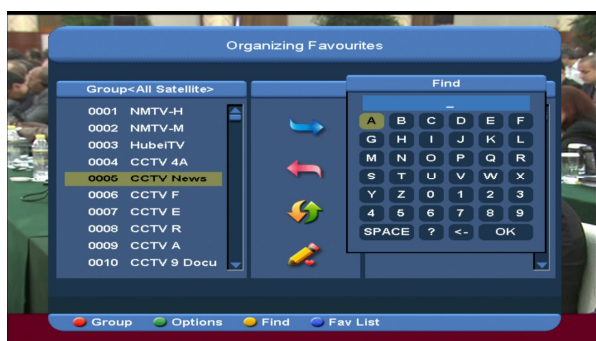 Organizing Favourites
Group<All Satellite>
0001 NMTV-H
0002 NMTV-M
0003 HubeiTV
0004 CCTV 4A
0005 CCTV News
0006 CCTV F
0007 CCTV E
0008 CCTV R
0009 CCTV A
0010 CCTV 9 Docu
Find
_
A B C D E F
G H I J K L
M N O P Q R
S T U V W X
Y Z 0 1 2 3
4 5 6 7 8 9
SPACE ? <- OK
Group Options Find Fav List